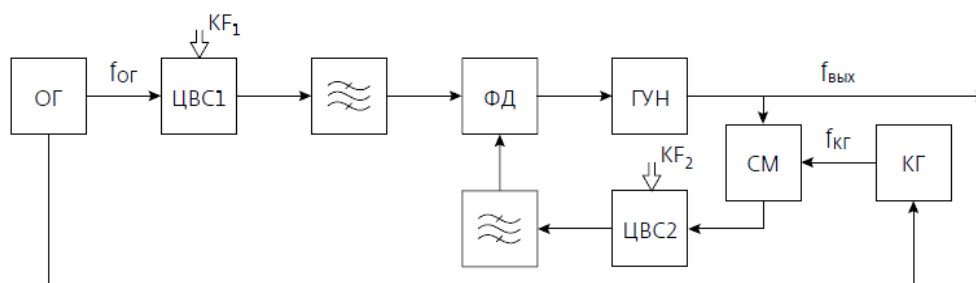 KF₁
ОГ
fОГ
ЦВС1
ФД
ГУН
fВЫХ
СМ
fКГ
КГ
KF₂
ЦВС2